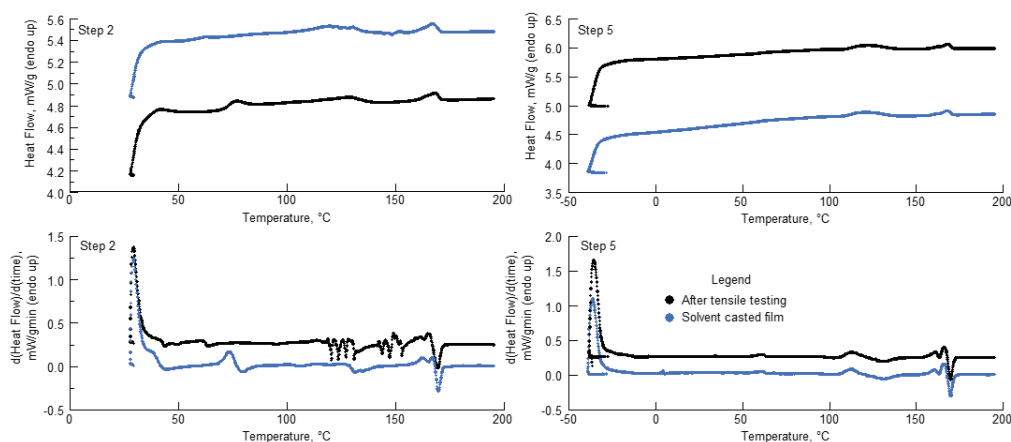 Step 2
Heat Flow, mW/g (endo up)
5.6
5.4
5.2
5.0
4.8
4.6
4.4
4.2
4.0
0
50
100
150
200
Temperature, °C
Step 5
Heat Flow, mW/g (endo up)
6.5
6.0
5.5
5.0
4.5
4.0
3.5
-50
0
50
100
150
200
Temperature, °C
Step 2
d(Heat Flow)/d(time),
mW/gmin (endo up)
1.5
1.0
0.5
0.0
-0.5
0
50
100
150
200
Temperature, °C
Step 5
d(Heat Flow)/d(time),
mW/gmin (endo up)
2.0
1.5
1.0
0.5
0.0
-0.5
-50
0
50
100
150
200
Temperature, °C
Legend
After tensile testing
Solvent casted film